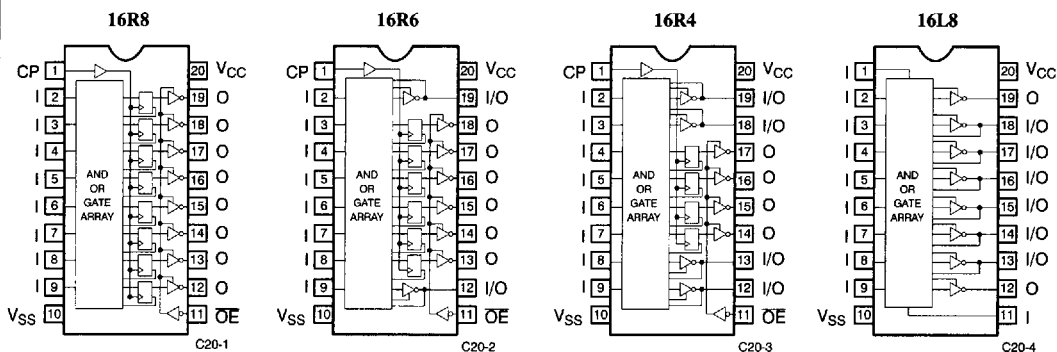 16R8 16R6 16R4 16L8
CP 1 20 VCC CP 1 20 VCC CP 1 20 VCC I 1 20 VCC
I 2 19 O I 2 19 I/O I 2 19 I/O I 2 19 O
I 3 18 O I 3 18 O I 3 18 I/O I 3 18 I/O
I 4 17 O I 4 17 O I 4 17 O I 4 17 I/O
I 5 AND 16 O I 5 AND 16 O I 5 AND 16 O I 5 AND 16 I/O
OR OR OR OR
I 6 GATE 15 O I 6 GATE 15 O I 6 GATE 15 O I 6 GATE 15 I/O
ARRAY ARRAY ARRAY ARRAY
I 7 14 O I 7 14 O I 7 14 O I 7 14 I/O
I 8 13 O I 8 13 O I 8 13 I/O I 8 13 I/O
I 9 12 O I 9 12 I/O I 9 12 I/O I 9 12 O
VSS 10 11 OE VSS 10 11 OE VSS 10 11 OE VSS 10 11 I
C20-1 C20-2 C20-3 C20-4